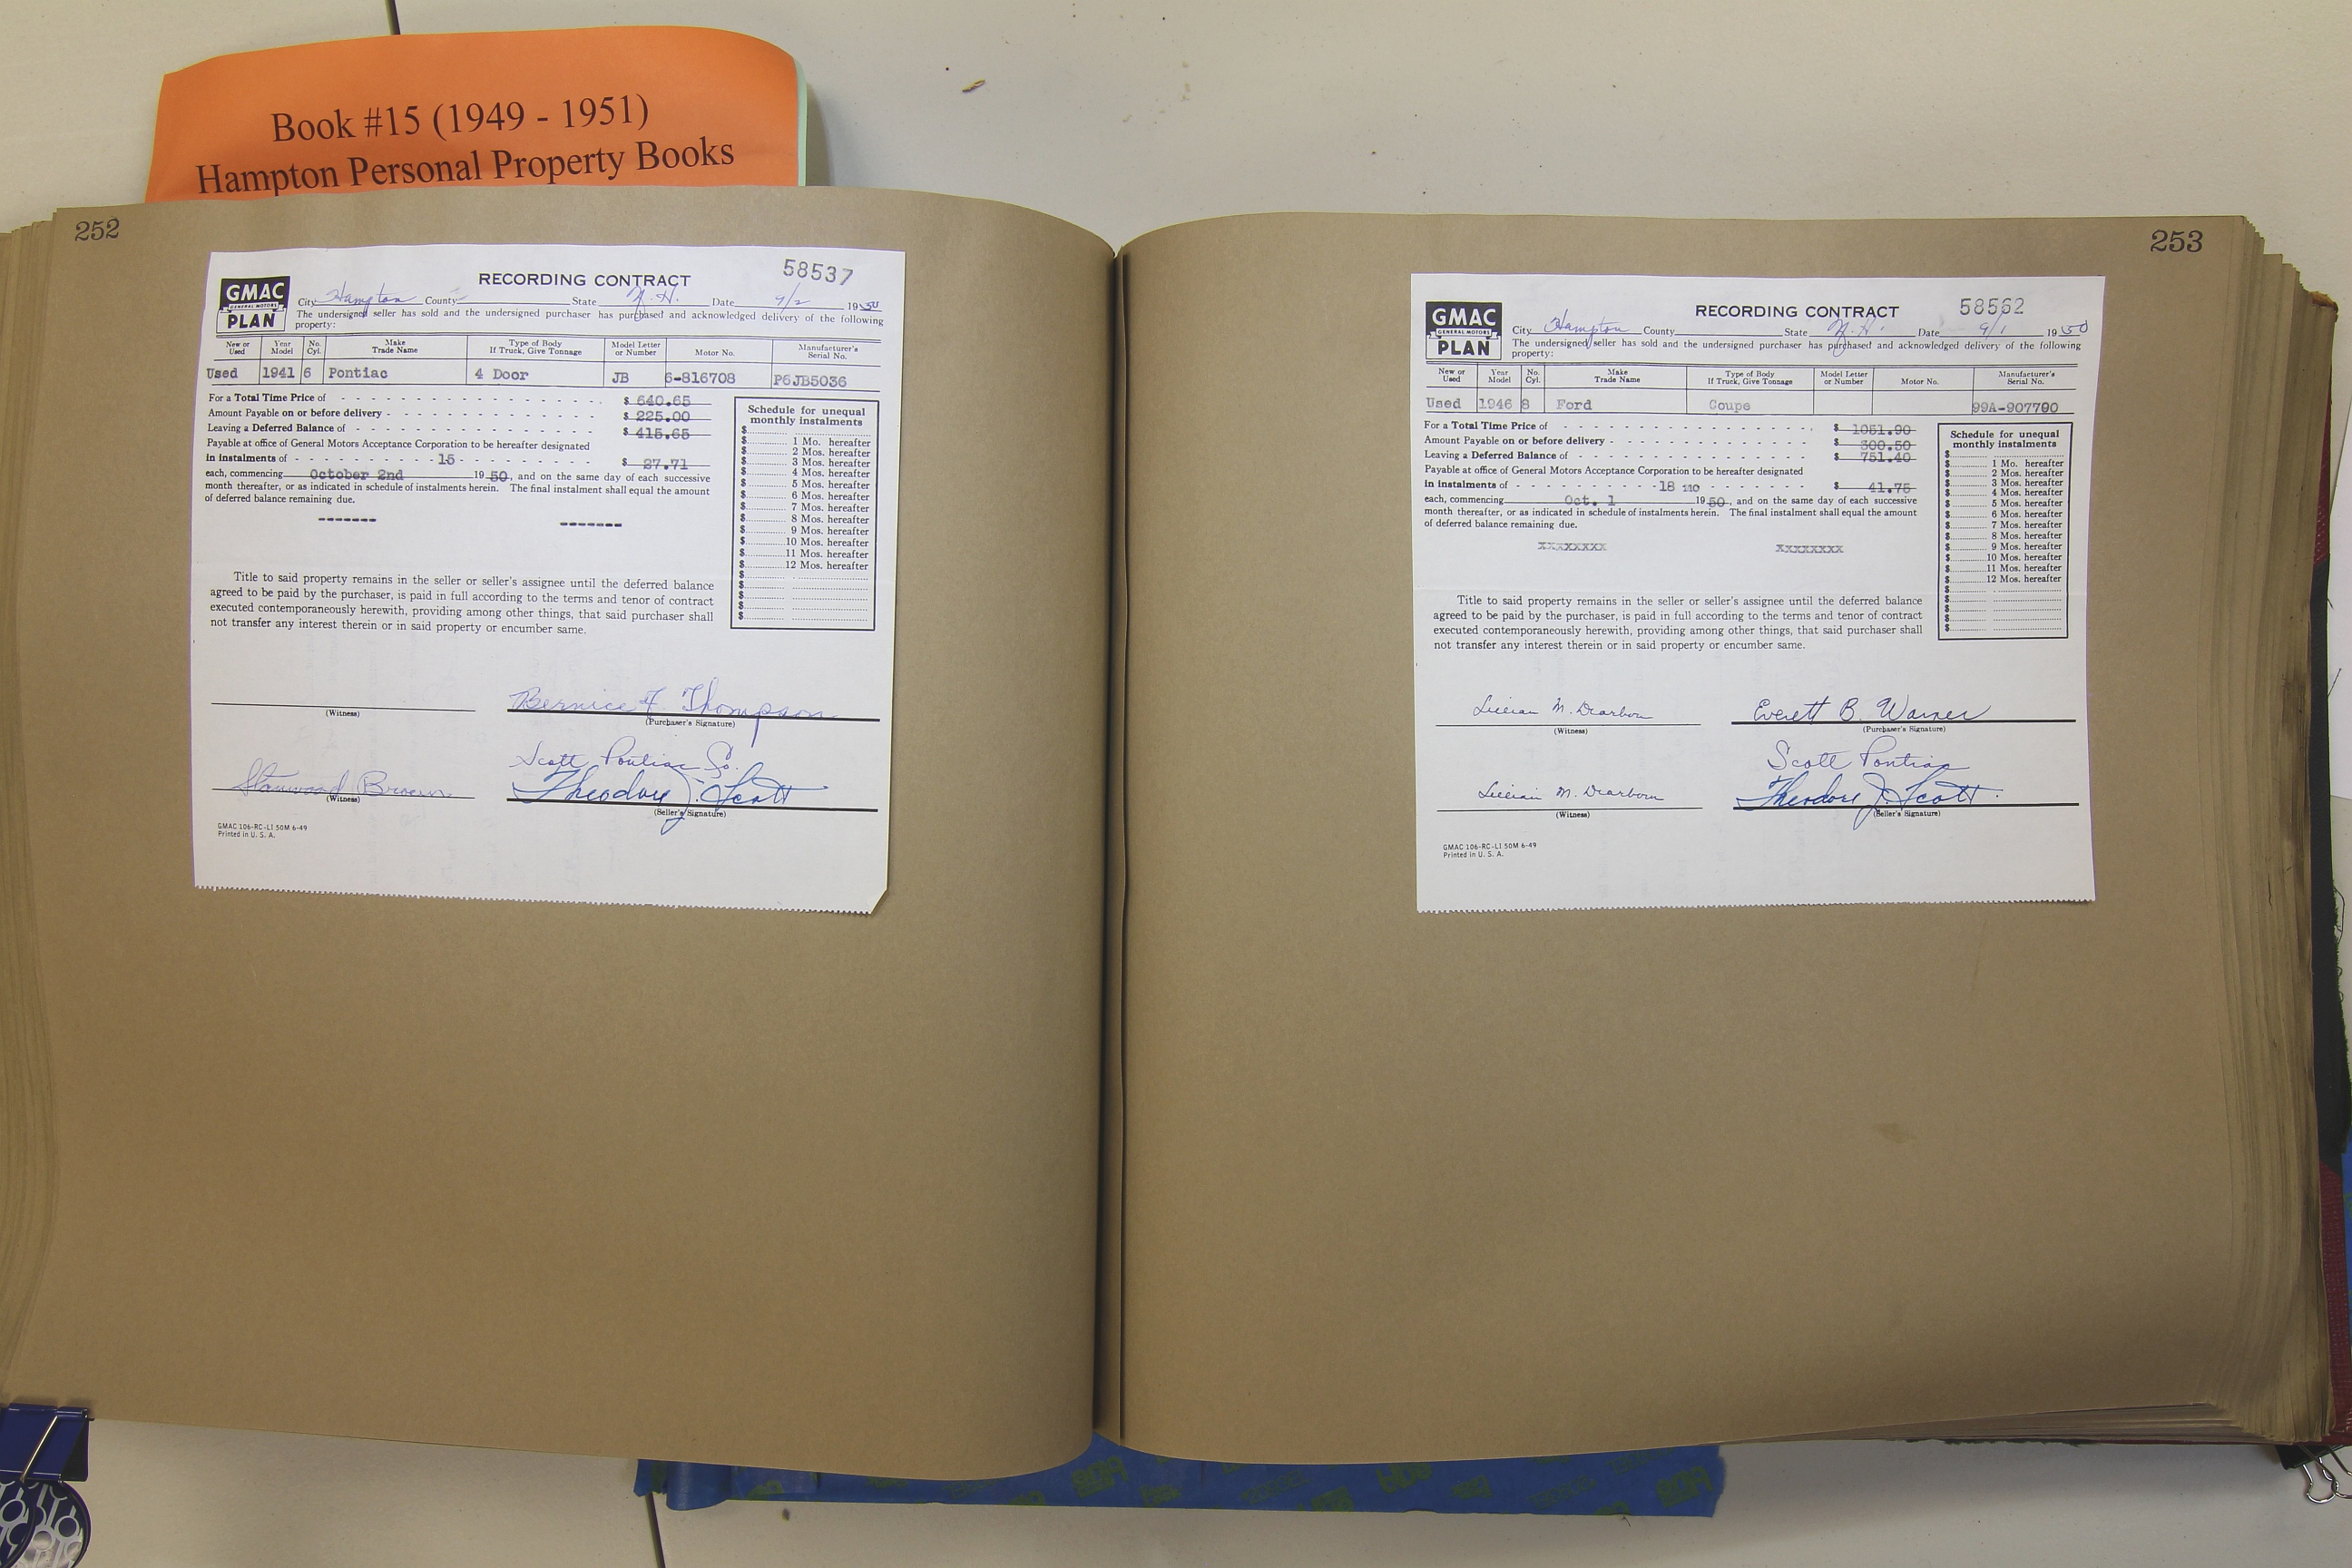 Book #15 (1949 - 1951)
Hampton Personal Property Books
252
58537
GMAC
GENERAL MOTORS
PLAN
RECORDING CONTRACT
City Hampton County State N. H. Date 9/2 1950
The undersigned seller has sold and the undersigned purchaser has purchased and acknowledged delivery of the following
property:
New or Used Year Model No. Cyl. Make Trade Name Type of Body If Truck, Give Tonnage Model Letter or Number Motor No. Manufacturer's Serial No.
Used 1941 6 Pontiac 4 Door JB 6-816708 P6JB5036
For a Total Time Price of $ 640.65
Amount Payable on or before delivery $ 225.00
Leaving a Deferred Balance of $ 415.65
Payable at office of General Motors Acceptance Corporation to be hereafter designated
in instalments of 15 $ 27.71
each, commencing October 2nd 19 50, and on the same day of each successive
month thereafter, or as indicated in schedule of instalments herein. The final instalment shall equal the amount
of deferred balance remaining due.
Schedule for unequal
monthly instalments
$
$ 1 Mo. hereafter
$ 2 Mos. hereafter
$ 3 Mos. hereafter
$ 4 Mos. hereafter
$ 5 Mos. hereafter
$ 6 Mos. hereafter
$ 7 Mos. hereafter
$ 8 Mos. hereafter
$ 9 Mos. hereafter
$ 10 Mos. hereafter
$ 11 Mos. hereafter
$ 12 Mos. hereafter
$
$
$
$
$
Title to said property remains in the seller or seller's assignee until the deferred balance
agreed to be paid by the purchaser, is paid in full according to the terms and tenor of contract
executed contemporaneously herewith, providing among other things, that said purchaser shall
not transfer any interest therein or in said property or encumber same.
Bernice F. Thompson
(Witness) (Purchaser's Signature)
Scott Pontiac Co.
Stanwood Brown Theodore J. Scott
(Witness) (Seller's Signature)
GMAC 106-RC-LI 50M 6-49
Printed in U. S. A.
253
58562
GMAC
GENERAL MOTORS
PLAN
RECORDING CONTRACT
City Hampton County State N. H. Date 9/1 1950
The undersigned seller has sold and the undersigned purchaser has purchased and acknowledged delivery of the following
property:
New or Used Year Model No. Cyl. Make Trade Name Type of Body If Truck, Give Tonnage Model Letter or Number Motor No. Manufacturer's Serial No.
Used 1946 8 Ford Coupe 99A-907790
For a Total Time Price of $ 1051.90
Amount Payable on or before delivery $ 300.50
Leaving a Deferred Balance of $ 751.40
Payable at office of General Motors Acceptance Corporation to be hereafter designated
in instalments of 18 mo $ 41.75
each, commencing Oct. 1 19 50, and on the same day of each successive
month thereafter, or as indicated in schedule of instalments herein. The final instalment shall equal the amount
of deferred balance remaining due.
XXXXXXXX XXXXXXXX
Schedule for unequal
monthly instalments
$
$ 1 Mo. hereafter
$ 2 Mos. hereafter
$ 3 Mos. hereafter
$ 4 Mos. hereafter
$ 5 Mos. hereafter
$ 6 Mos. hereafter
$ 7 Mos. hereafter
$ 8 Mos. hereafter
$ 9 Mos. hereafter
$ 10 Mos. hereafter
$ 11 Mos. hereafter
$ 12 Mos. hereafter
$
$
$
$
$
Title to said property remains in the seller or seller's assignee until the deferred balance
agreed to be paid by the purchaser, is paid in full according to the terms and tenor of contract
executed contemporaneously herewith, providing among other things, that said purchaser shall
not transfer any interest therein or in said property or encumber same.
Lillian M. Dearborn Everett B. Warner
(Witness) (Purchaser's Signature)
Scott Pontiac
Lillian M. Dearborn Theodore J. Scott
(Witness) (Seller's Signature)
GMAC 106-RC-LI 50M 6-49
Printed in U. S. A.